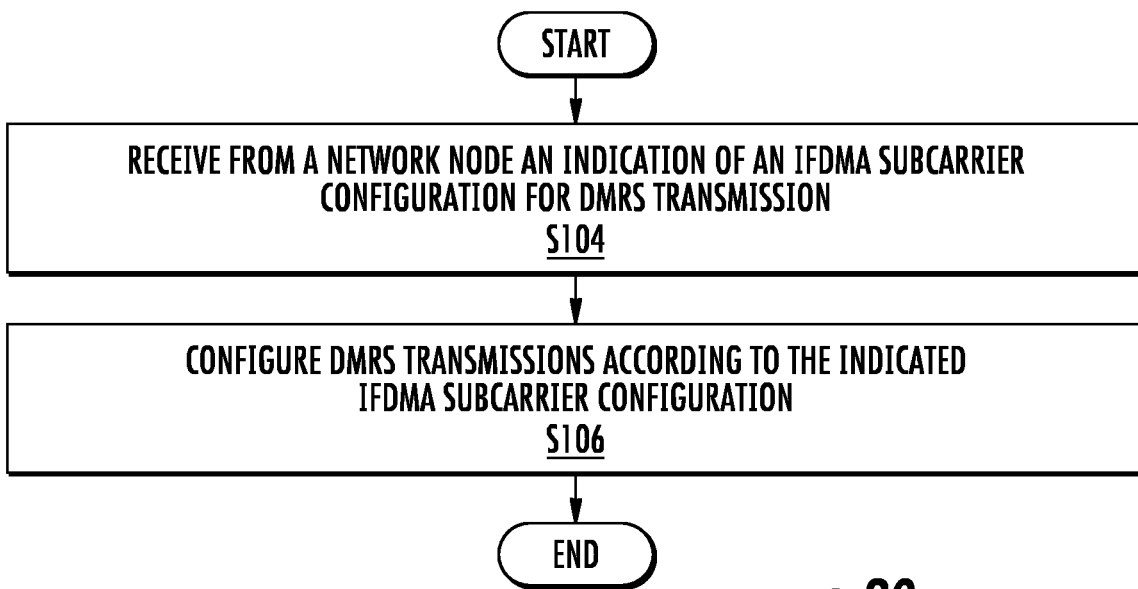 START
RECEIVE FROM A NETWORK NODE AN INDICATION OF AN IFDMA SUBCARRIER
CONFIGURATION FOR DMRS TRANSMISSION
S104
CONFIGURE DMRS TRANSMISSIONS ACCORDING TO THE INDICATED
IFDMA SUBCARRIER CONFIGURATION
S106
END